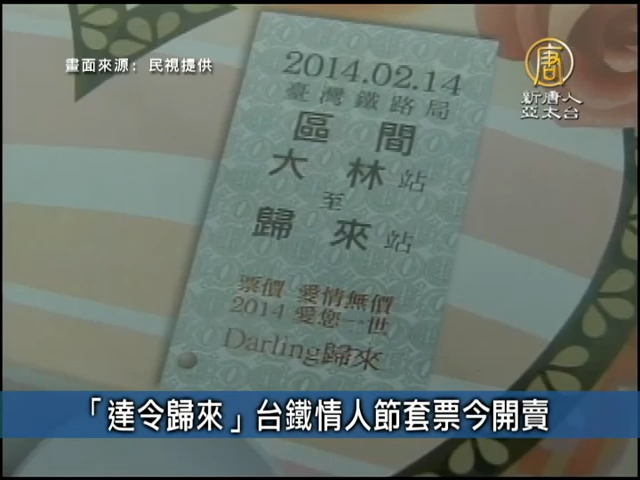 畫面來源：民視提供
唐
新唐人
亞太台
2014.02.14
臺灣鐵路局
區間
大林站
至
歸來站
票價 愛情無價
2014 愛您一世
Darling歸來
「達令歸來」台鐵情人節套票今開賣